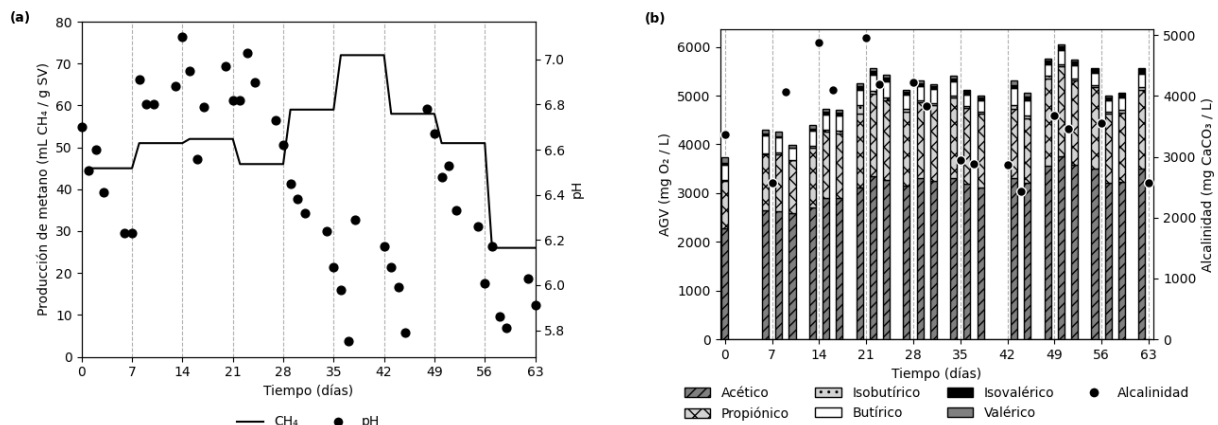 (a)
Producción de metano (mL CH₄ / g SV)
80
70
60
50
40
30
20
10
0
7.0
6.8
6.6
6.4
6.2
6.0
5.8
pH
0 7 14 21 28 35 42 49 56 63
Tiempo (días)
CH₄ pH
(b)
AGV (mg O₂ / L)
6000
5000
4000
3000
2000
1000
0
5000
4000
3000
2000
1000
0
Alcalinidad (mg CaCO₃ / L)
0 7 14 21 28 35 42 49 56 63
Tiempo (días)
Acético Isobutírico Isovalérico Alcalinidad
Propiónico Butírico Valérico